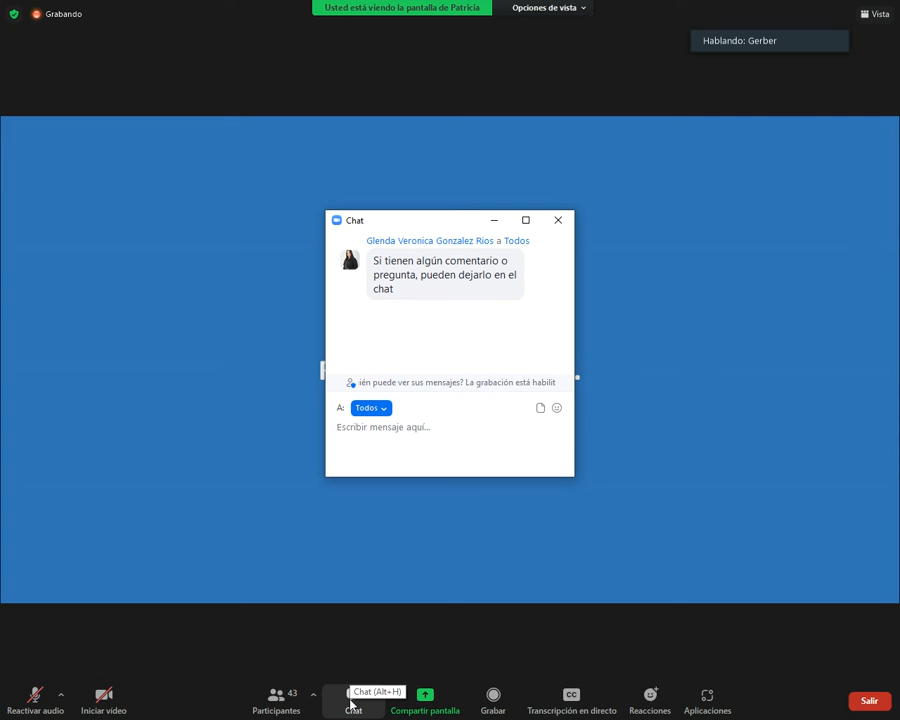 Grabando
Usted está viendo la pantalla de Patricia
Opciones de vista
Vista
Hablando: Gerber
Chat
Glenda Veronica Gonzalez Rios a Todos
Si tienen algún comentario o
pregunta, pueden dejarlo en el
chat
ién puede ver sus mensajes? La grabación está habilit
A: Todos
Escribir mensaje aquí...
Chat (Alt+H)
Reactivar audio
Iniciar video
Participantes
43
Chat
Compartir pantalla
Grabar
CC
Transcripción en directo
Reacciones
Aplicaciones
Salir